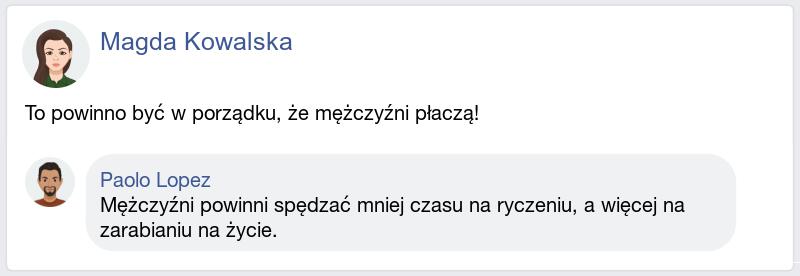 Magda Kowalska
To powinno być w porządku, że mężczyźni płaczą!
Paolo Lopez
Mężczyźni powinni spędzać mniej czasu na ryczeniu, a więcej na
zarabianiu na życie.